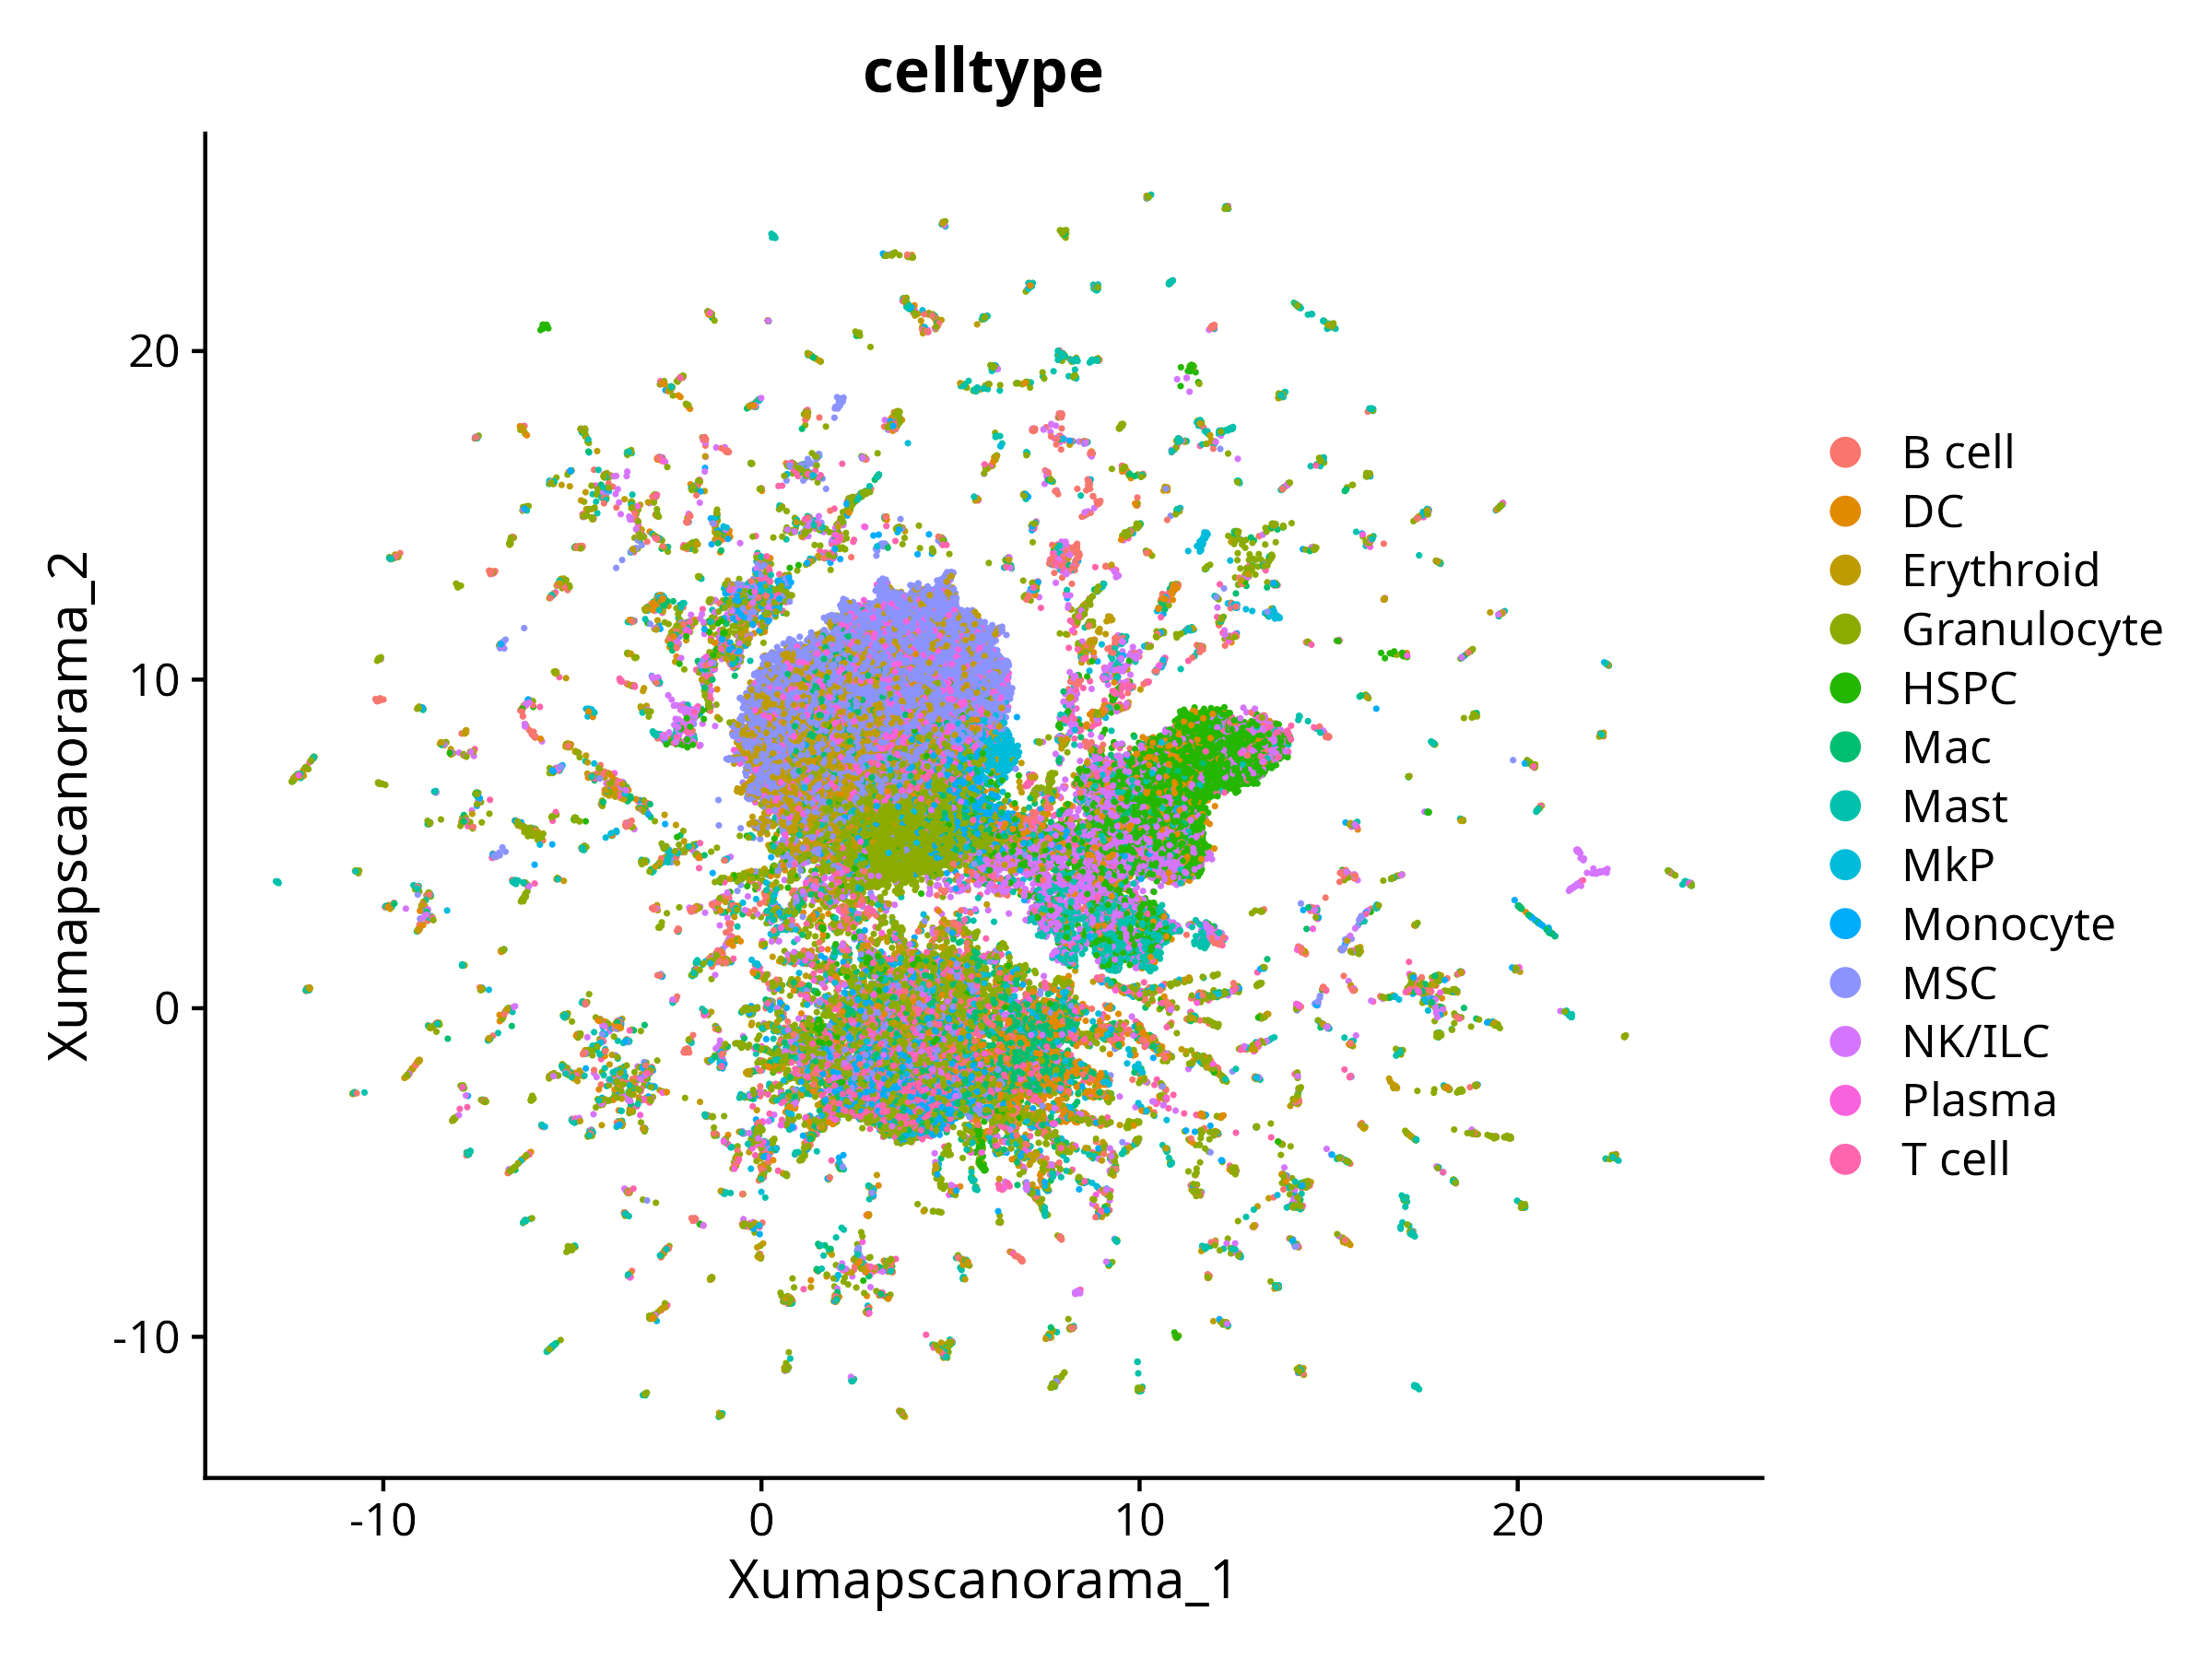 celltype
Xumapscanorama_2
20
10
0
-10
-10
0
10
20
Xumapscanorama_1
B cell
DC
Erythroid
Granulocyte
HSPC
Mac
Mast
MkP
Monocyte
MSC
NK/ILC
Plasma
T cell